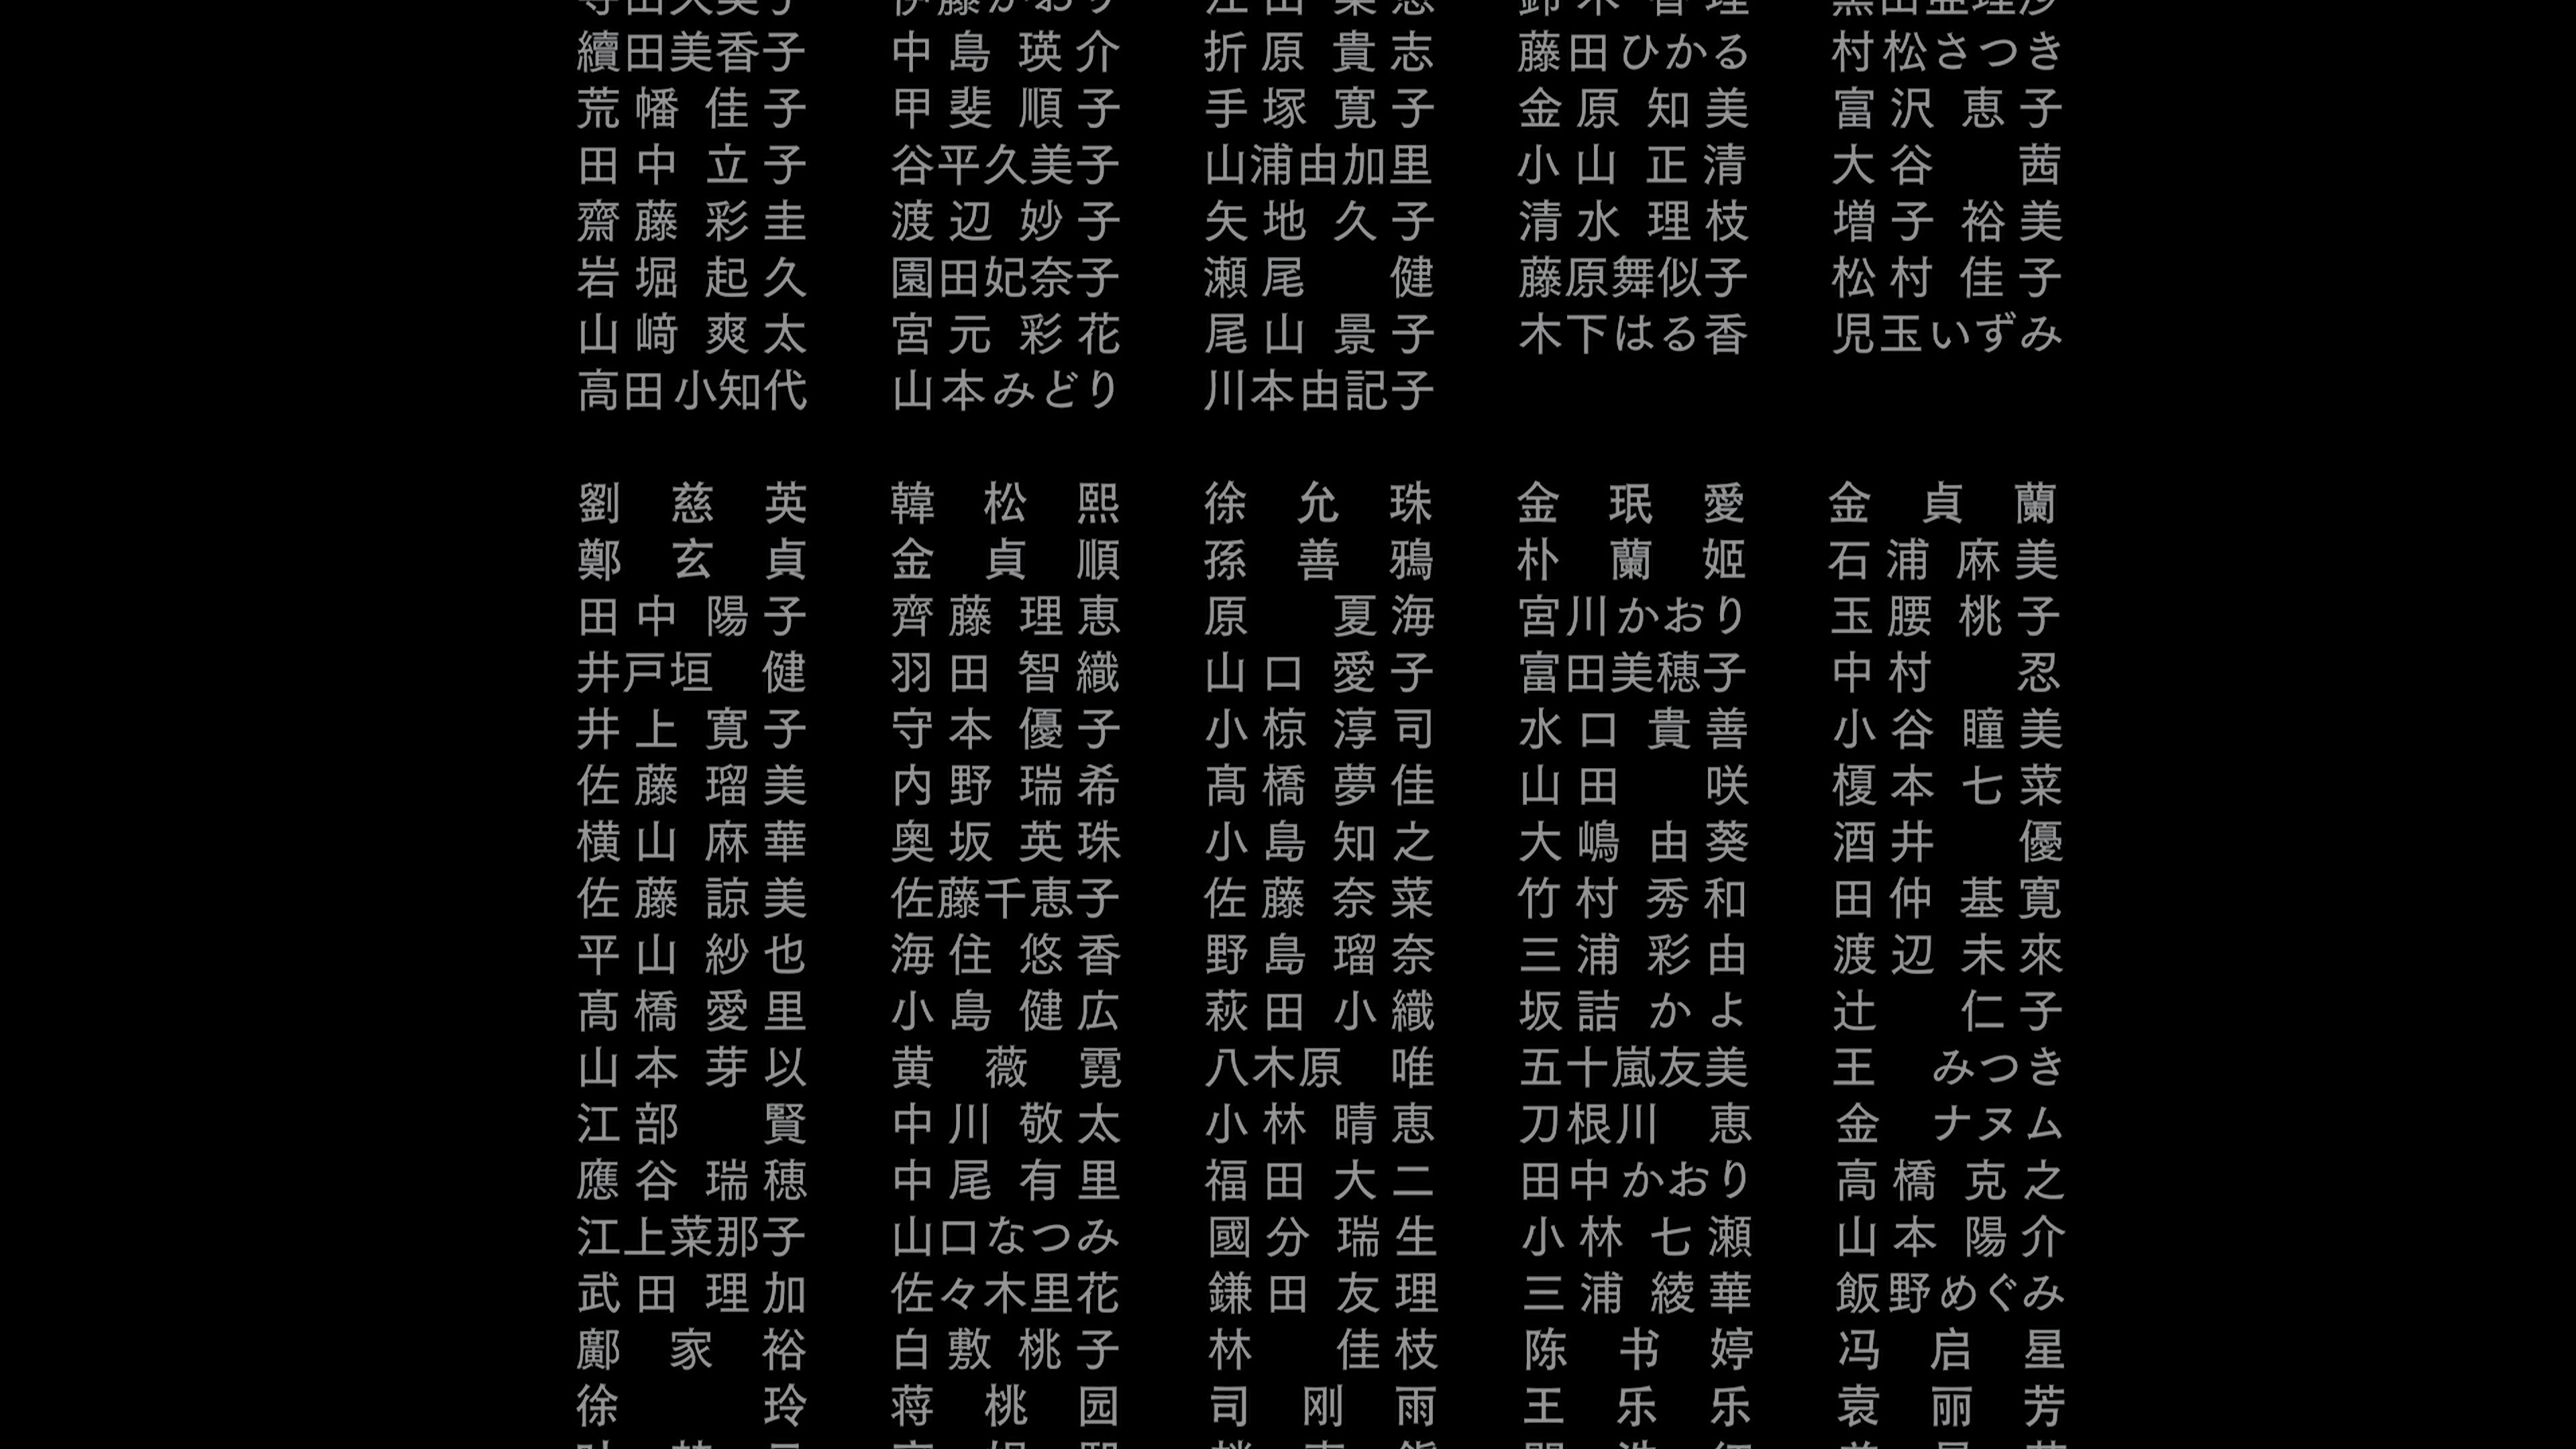 續田美香子 中島瑛介 折原貴志 藤田ひかる 村松さつき
荒幡佳子 甲斐順子 手塚寛子 金原知美 富沢恵子
田中立子 谷平久美子 山浦由加里 小山正清 大谷茜
齋藤彩圭 渡辺妙子 矢地久子 清水理枝 増子裕美
岩堀起久 園田妃奈子 瀬尾健 藤原舞似子 松村佳子
山﨑爽太 宮元彩花 尾山景子 木下はる香 児玉いずみ
高田小知代 山本みどり 川本由記子
劉慈英 韓松熙 徐允珠 金珉愛 金貞蘭
鄭玄貞 金貞順 孫善鴉 朴蘭姫 石浦麻美
田中陽子 齊藤理恵 原夏海 宮川かおり 玉腰桃子
井戸垣健 羽田智織 山口愛子 富田美穂子 中村忍
井上寛子 守本優子 小椋淳司 水口貴善 小谷瞳美
佐藤瑠美 内野瑞希 髙橋夢佳 山田咲 榎本七菜
横山麻華 奥坂英珠 小島知之 大嶋由葵 酒井優
佐藤諒美 佐藤千恵子 佐藤奈菜 竹村秀和 田仲基寛
平山紗也 海住悠香 野島瑠奈 三浦彩由 渡辺未來
髙橋愛里 小島健広 萩田小織 坂詰かよ 辻仁子
山本芽以 黄薇霓 八木原唯 五十嵐友美 王みつき
江部賢 中川敬太 小林晴恵 刀根川恵 金ナヌム
應谷瑞穂 中尾有里 福田大二 田中かおり 高橋克之
江上菜那子 山口なつみ 國分瑞生 小林七瀬 山本陽介
武田理加 佐々木里花 鎌田友理 三浦綾華 飯野めぐみ
鄺家裕 白敷桃子 林佳枝 陈书婷 冯启星
徐玲 蒋桃园 司刚雨 王乐乐 袁丽芳